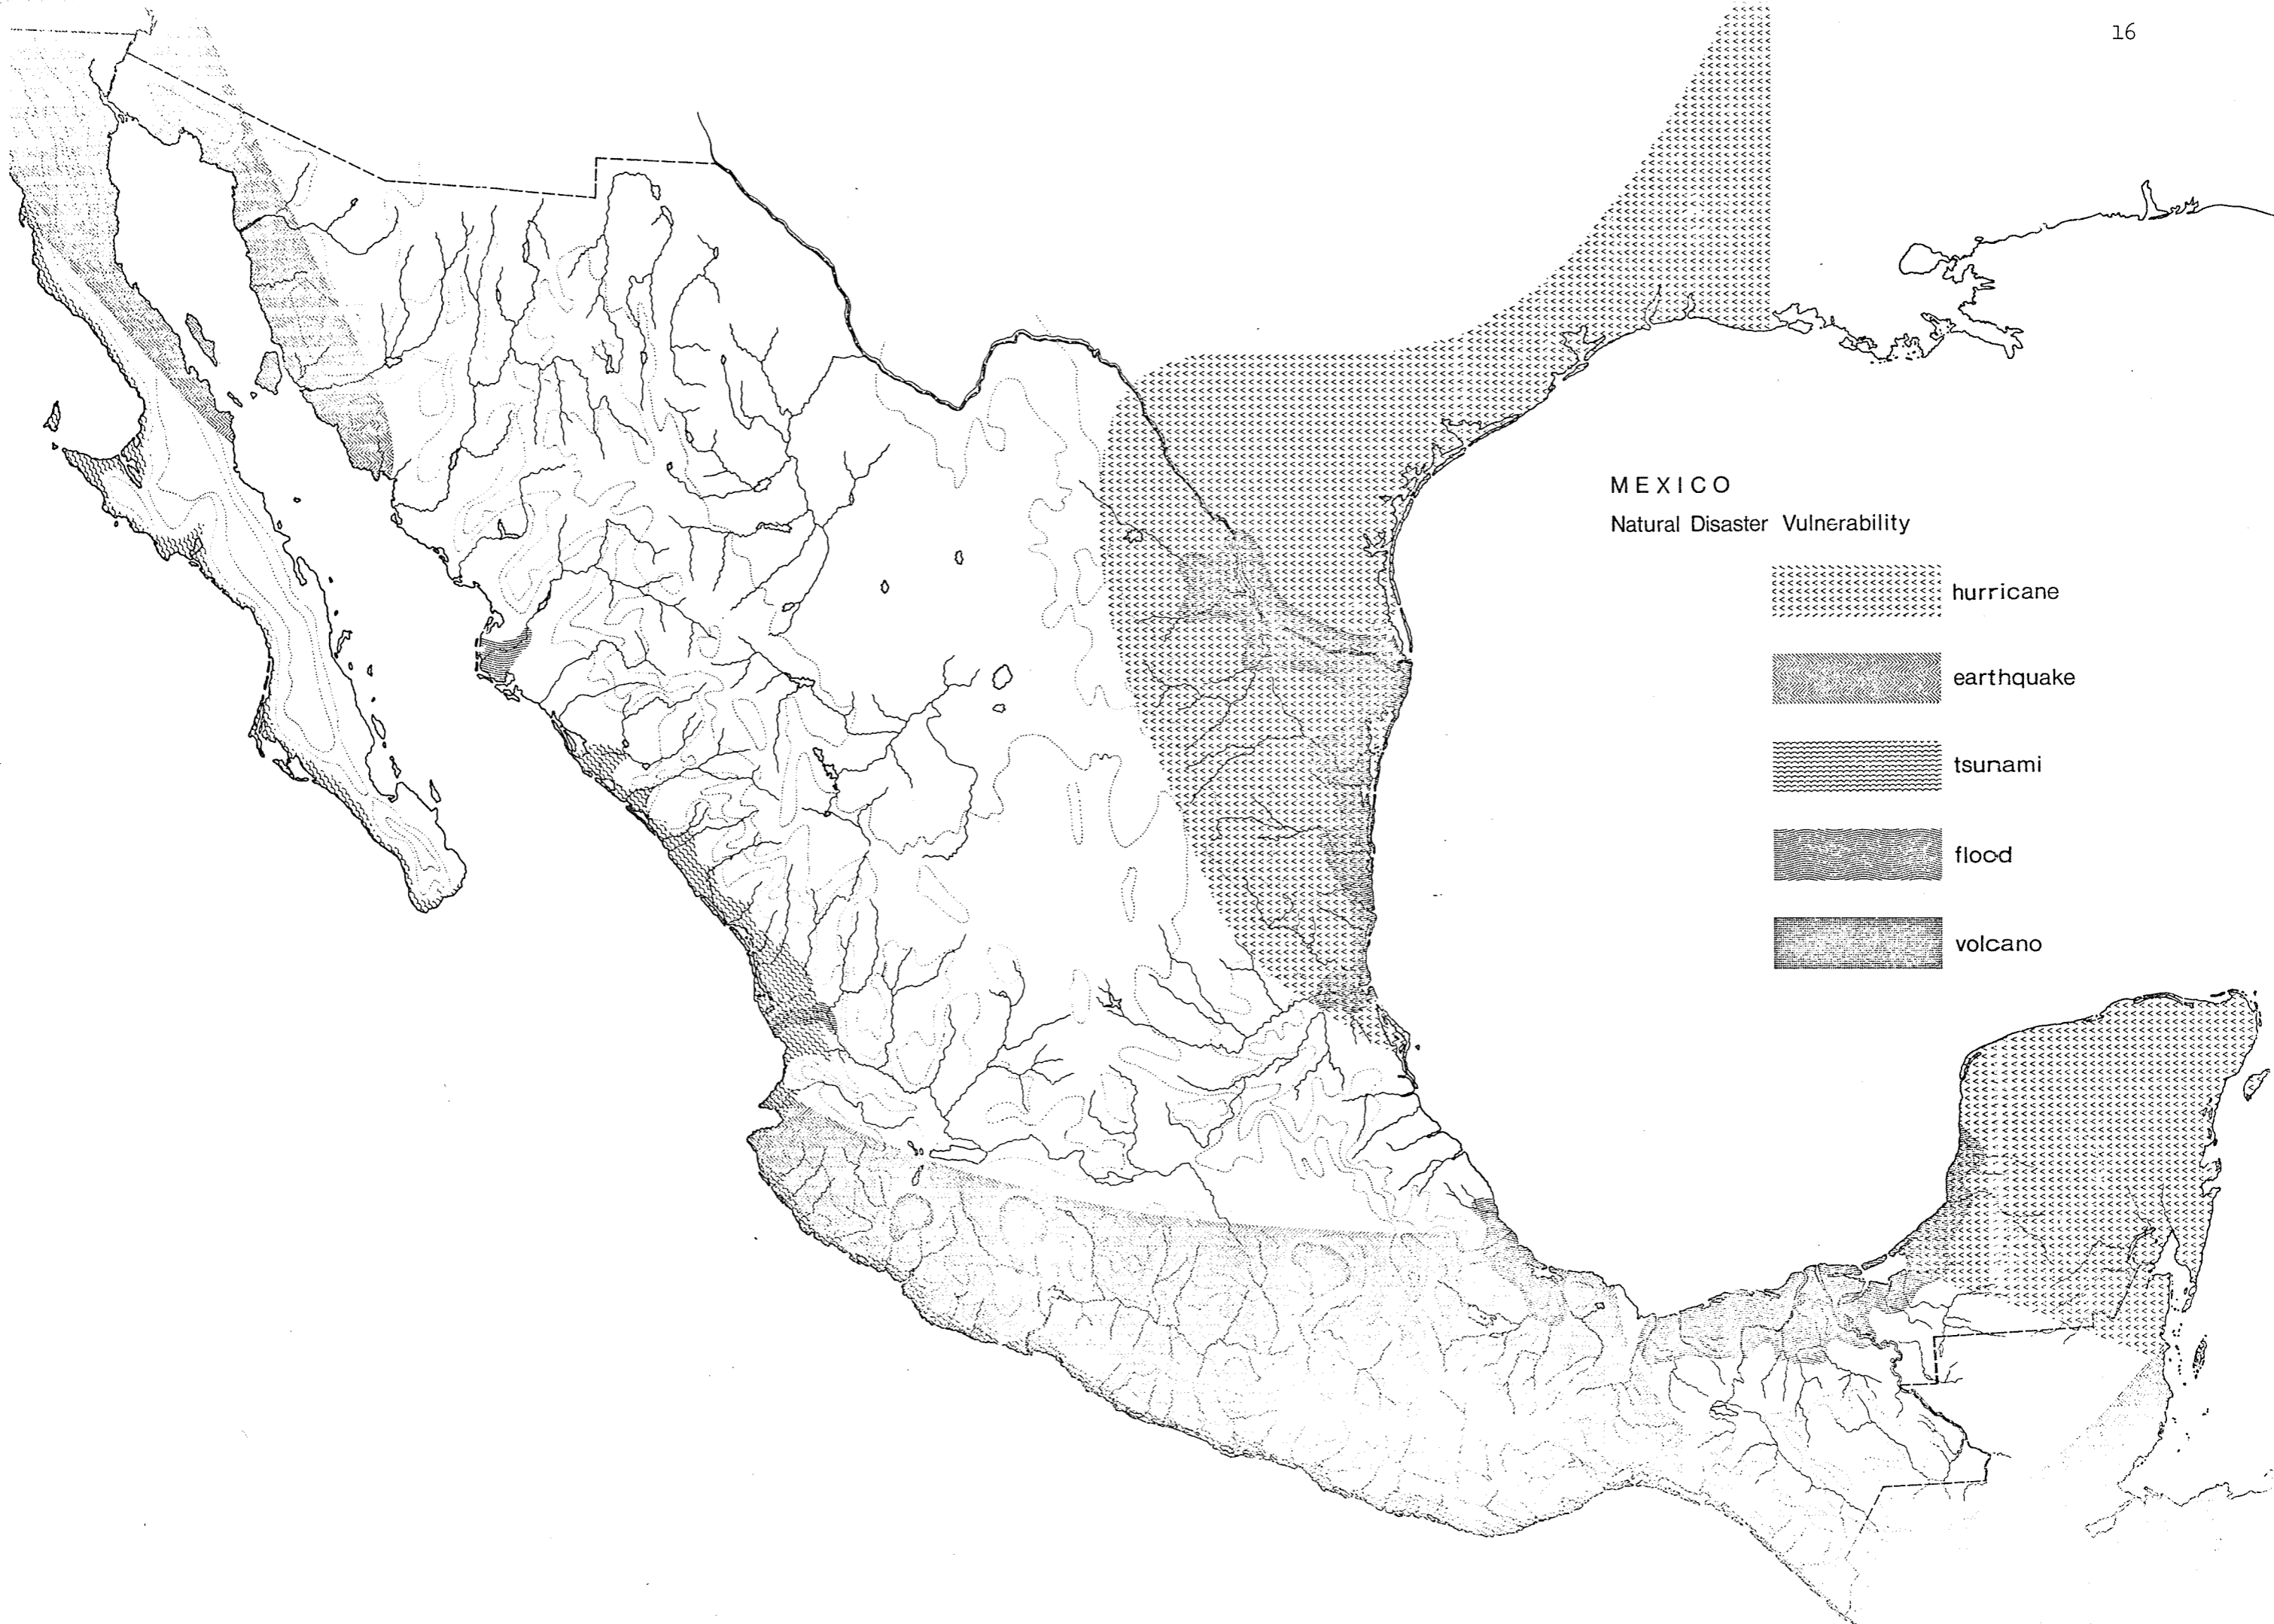 16
MEXICO
Natural Disaster Vulnerability
hurricane
earthquake
tsunami
flood
volcano